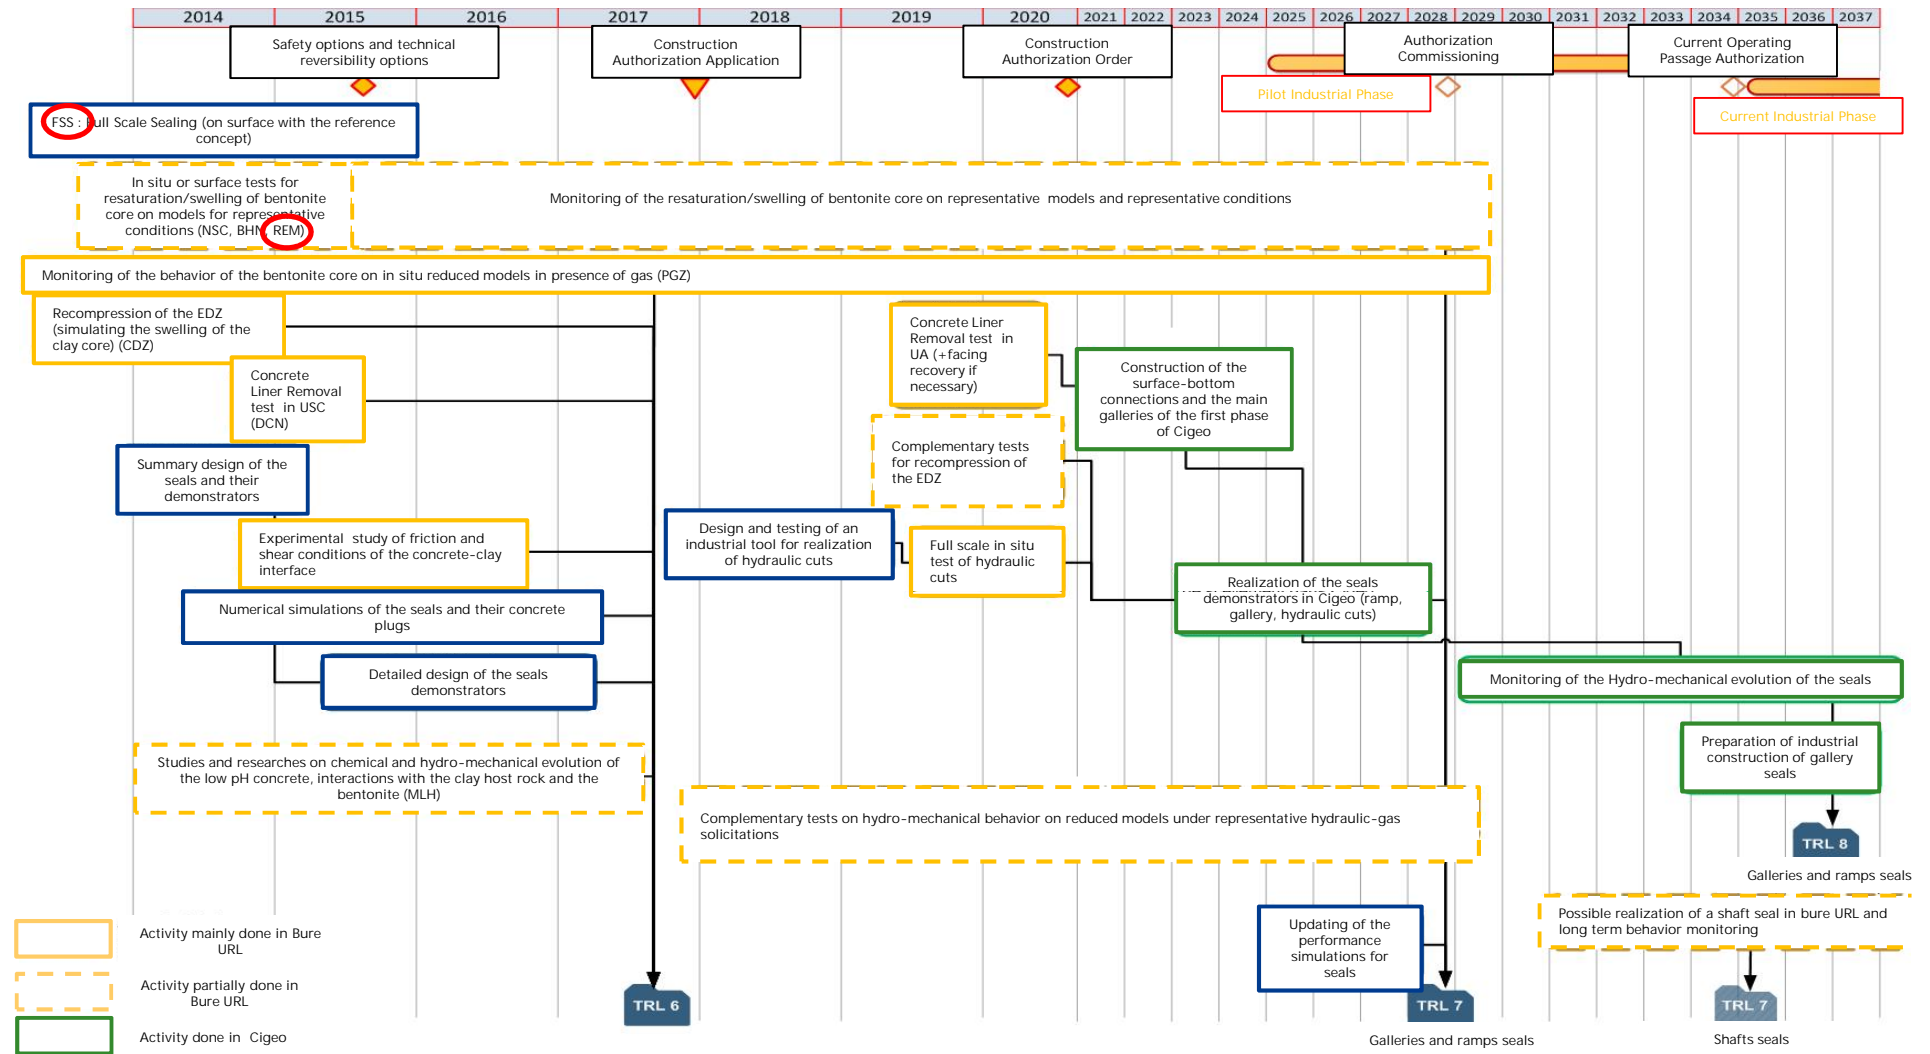 2014 2015 2016 2017 2018 2019 2020 2021 2022 2023 2024 2025 2026 2027 2028 2029 2030 2031 2032 2033 2034 2035 2036 2037
Safety options and technical
reversibility options
Construction
Authorization Application
Construction
Authorization Order
Authorization
Commissioning
Current Operating
Passage Authorization
Pilot Industrial Phase
Current Industrial Phase
FSS : Full Scale Sealing (on surface with the reference
concept)
In situ or surface tests for
resaturation/swelling of bentonite
core on models for representative
conditions (NSC, BHN, REM)
Monitoring of the resaturation/swelling of bentonite core on representative models and representative conditions
Monitoring of the behavior of the bentonite core on in situ reduced models in presence of gas (PGZ)
Recompression of the EDZ
(simulating the swelling of the
clay core) (CDZ)
Concrete
Liner Removal
test in USC
(DCN)
Concrete Liner
Removal test in
UA (+facing
recovery if
necessary)
Construction of the
surface-bottom
connections and the main
galleries of the first phase
of Cigeo
Complementary tests
for recompression of
the EDZ
Summary design of the
seals and their
demonstrators
Experimental study of friction and
shear conditions of the concrete-clay
interface
Design and testing of an
industrial tool for realization
of hydraulic cuts
Full scale in situ
test of hydraulic
cuts
Realization of the seals
demonstrators in Cigeo (ramp,
gallery, hydraulic cuts)
Numerical simulations of the seals and their concrete
plugs
Detailed design of the seals
demonstrators
Monitoring of the Hydro-mechanical evolution of the seals
Preparation of industrial
construction of gallery
seals
Studies and researches on chemical and hydro-mechanical evolution of
the low pH concrete, interactions with the clay host rock and the
bentonite (MLH)
Complementary tests on hydro-mechanical behavior on reduced models under representative hydraulic-gas
solicitations
TRL 8
Galleries and ramps seals
Possible realization of a shaft seal in bure URL and
long term behavior monitoring
Updating of the
performance
simulations for
seals
TRL 6
TRL 7
Galleries and ramps seals
TRL 7
Shafts seals
Activity mainly done in Bure
URL
Activity partially done in
Bure URL
Activity done in Cigeo